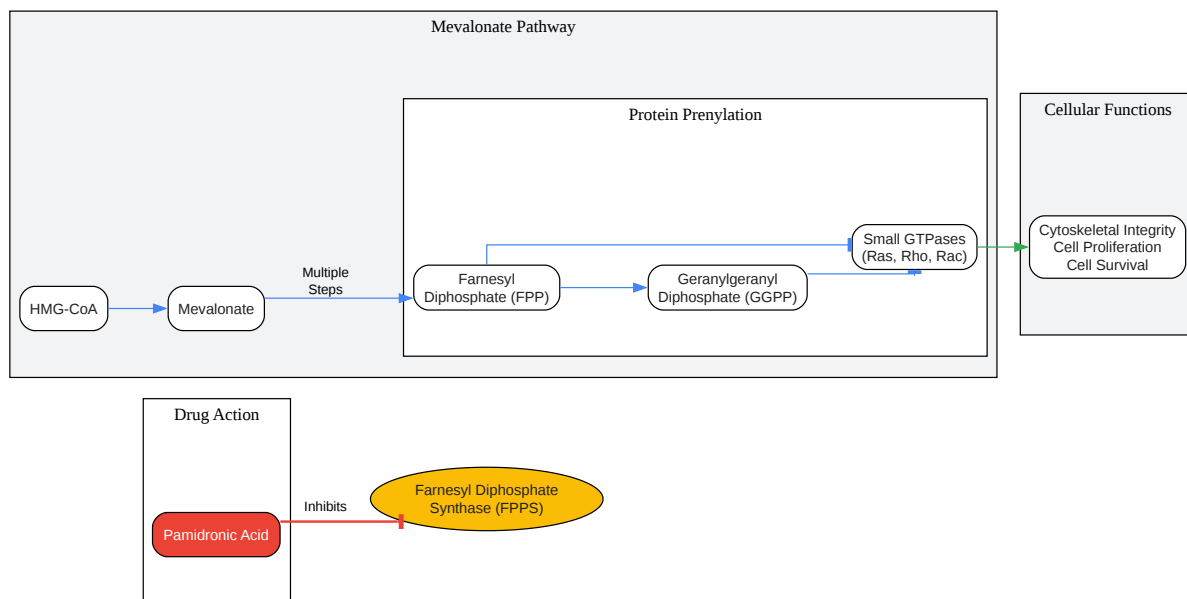 Mevalonate Pathway
Protein Prenylation
Cellular Functions
HMG-CoA
Mevalonate
Multiple
Steps
Farnesyl
Diphosphate (FPP)
Geranylgeranyl
Diphosphate (GGPP)
Small GTPases
(Ras, Rho, Rac)
Cytoskeletal Integrity
Cell Proliferation
Cell Survival
Drug Action
Pamidronic Acid
Inhibits
Farnesyl Diphosphate
Synthase (FPPS)